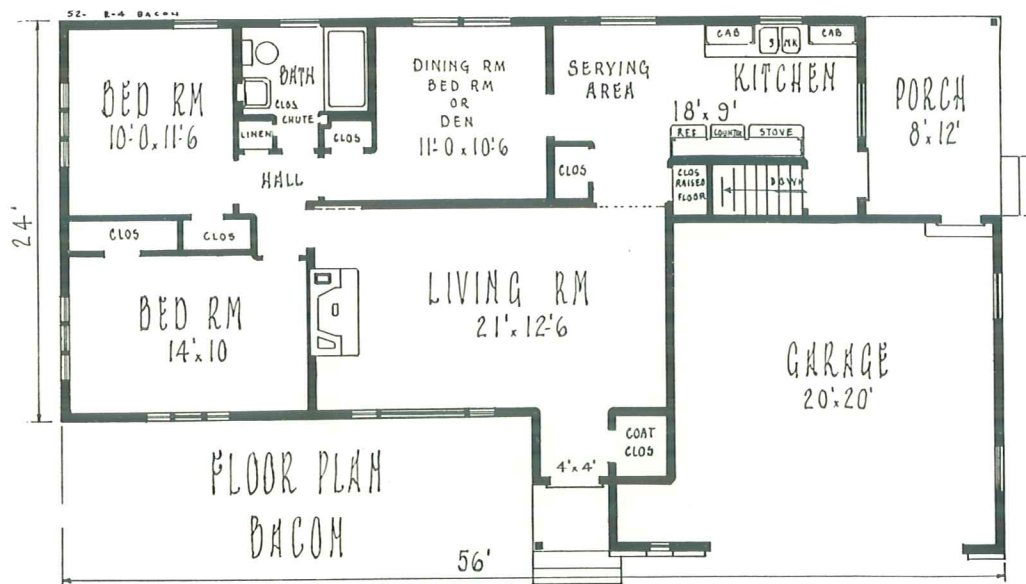 52- R-4 BACON
BED RM
10'-0 x 11'-6
BATH
CLOS
CHUTE
LINEN
CLOS
DINING RM
BED RM
OR
DEN
11'-0 x 10'-6
SERVING
AREA
CAB
S
MK
CAB
KITCHEN
18' x 9'
REF
COUNTER
STOVE
PORCH
8' x 12'
HALL
CLOS
CLOS
RAISED
FLOOR
DOWN
24'
CLOS
CLOS
BED RM
14' x 10
LIVING RM
21' x 12'-6
GARAGE
20' x 20'
COAT
CLOS
4' x 4'
FLOOR PLAN
BACON
56'